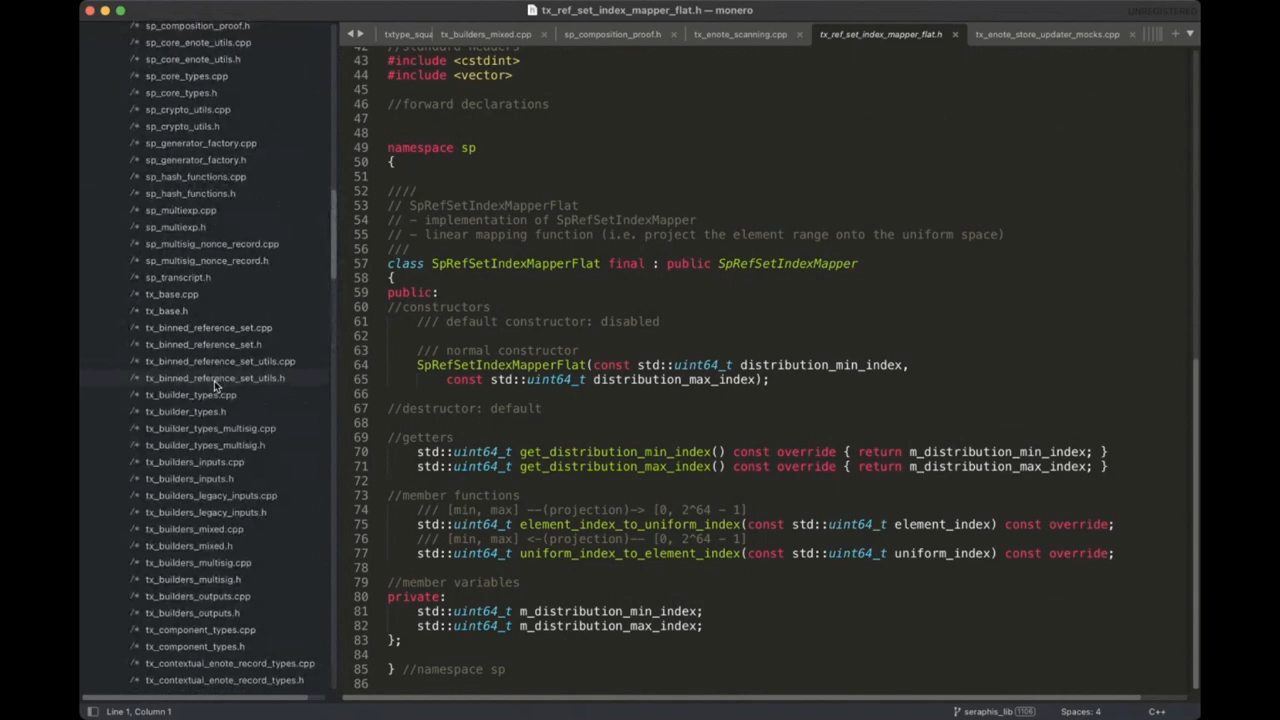 tx_ref_set_index_mapper_flat.h — monero
UNREGISTERED
txtype_squa
tx_builders_mixed.cpp
sp_composition_proof.h
tx_enote_scanning.cpp
tx_ref_set_index_mapper_flat.h
tx_enote_store_updater_mocks.cpp
/* sp_composition_proof.h
/* sp_core_enote_utils.cpp
/* sp_core_enote_utils.h
/* sp_core_types.cpp
/* sp_core_types.h
/* sp_crypto_utils.cpp
/* sp_crypto_utils.h
/* sp_generator_factory.cpp
/* sp_generator_factory.h
/* sp_hash_functions.cpp
/* sp_hash_functions.h
/* sp_multiexp.cpp
/* sp_multiexp.h
/* sp_multisig_nonce_record.cpp
/* sp_multisig_nonce_record.h
/* sp_transcript.h
/* tx_base.cpp
/* tx_base.h
/* tx_binned_reference_set.cpp
/* tx_binned_reference_set.h
/* tx_binned_reference_set_utils.cpp
/* tx_binned_reference_set_utils.h
/* tx_builder_types.cpp
/* tx_builder_types.h
/* tx_builder_types_multisig.cpp
/* tx_builder_types_multisig.h
/* tx_builders_inputs.cpp
/* tx_builders_inputs.h
/* tx_builders_legacy_inputs.cpp
/* tx_builders_legacy_inputs.h
/* tx_builders_mixed.cpp
/* tx_builders_mixed.h
/* tx_builders_multisig.cpp
/* tx_builders_multisig.h
/* tx_builders_outputs.cpp
/* tx_builders_outputs.h
/* tx_component_types.cpp
/* tx_component_types.h
/* tx_contextual_enote_record_types.cpp
/* tx_contextual_enote_record_types.h
42 //standard headers
43 #include <cstdint>
44 #include <vector>
45
46 //forward declarations
47
48
49 namespace sp
50 {
51
52 ////
53 // SpRefSetIndexMapperFlat
54 // - implementation of SpRefSetIndexMapper
55 // - linear mapping function (i.e. project the element range onto the uniform space)
56 ///
57 class SpRefSetIndexMapperFlat final : public SpRefSetIndexMapper
58 {
59 public:
60 //constructors
61 /// default constructor: disabled
62
63 /// normal constructor
64 SpRefSetIndexMapperFlat(const std::uint64_t distribution_min_index,
65 const std::uint64_t distribution_max_index);
66
67 //destructor: default
68
69 //getters
70 std::uint64_t get_distribution_min_index() const override { return m_distribution_min_index; }
71 std::uint64_t get_distribution_max_index() const override { return m_distribution_max_index; }
72
73 //member functions
74 /// [min, max] --(projection)-> [0, 2^64 - 1]
75 std::uint64_t element_index_to_uniform_index(const std::uint64_t element_index) const override;
76 /// [min, max] <-(projection)-- [0, 2^64 - 1]
77 std::uint64_t uniform_index_to_element_index(const std::uint64_t uniform_index) const override;
78
79 //member variables
80 private:
81 std::uint64_t m_distribution_min_index;
82 std::uint64_t m_distribution_max_index;
83 };
84
85 } //namespace sp
86
Line 1, Column 1
seraphis_lib 1106
Spaces: 4
C++